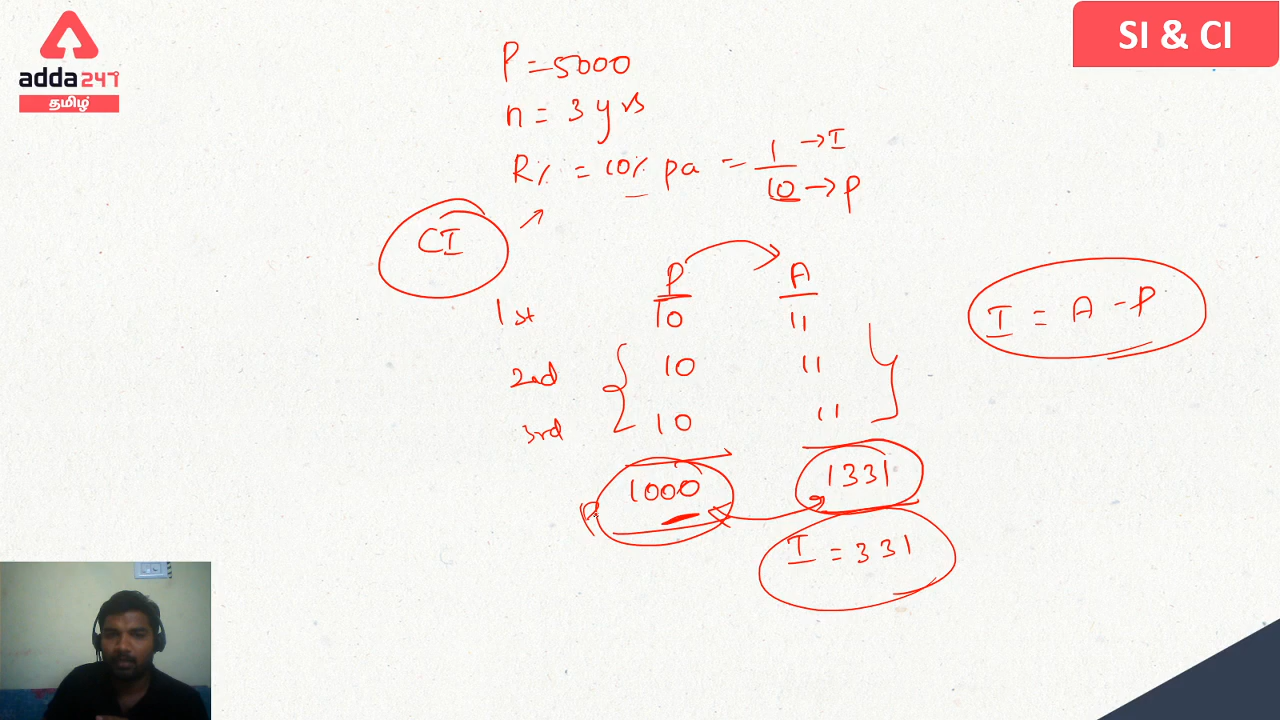 adda247
தமிழ்
SI & CI
P = 5000
n = 3 yrs
R% = 10% pa = 1/10
→ I
→ P
CI
P A
1st 10 11
2nd 10 11
3rd 10 11
I = A - P
P 1000 1331
I = 331